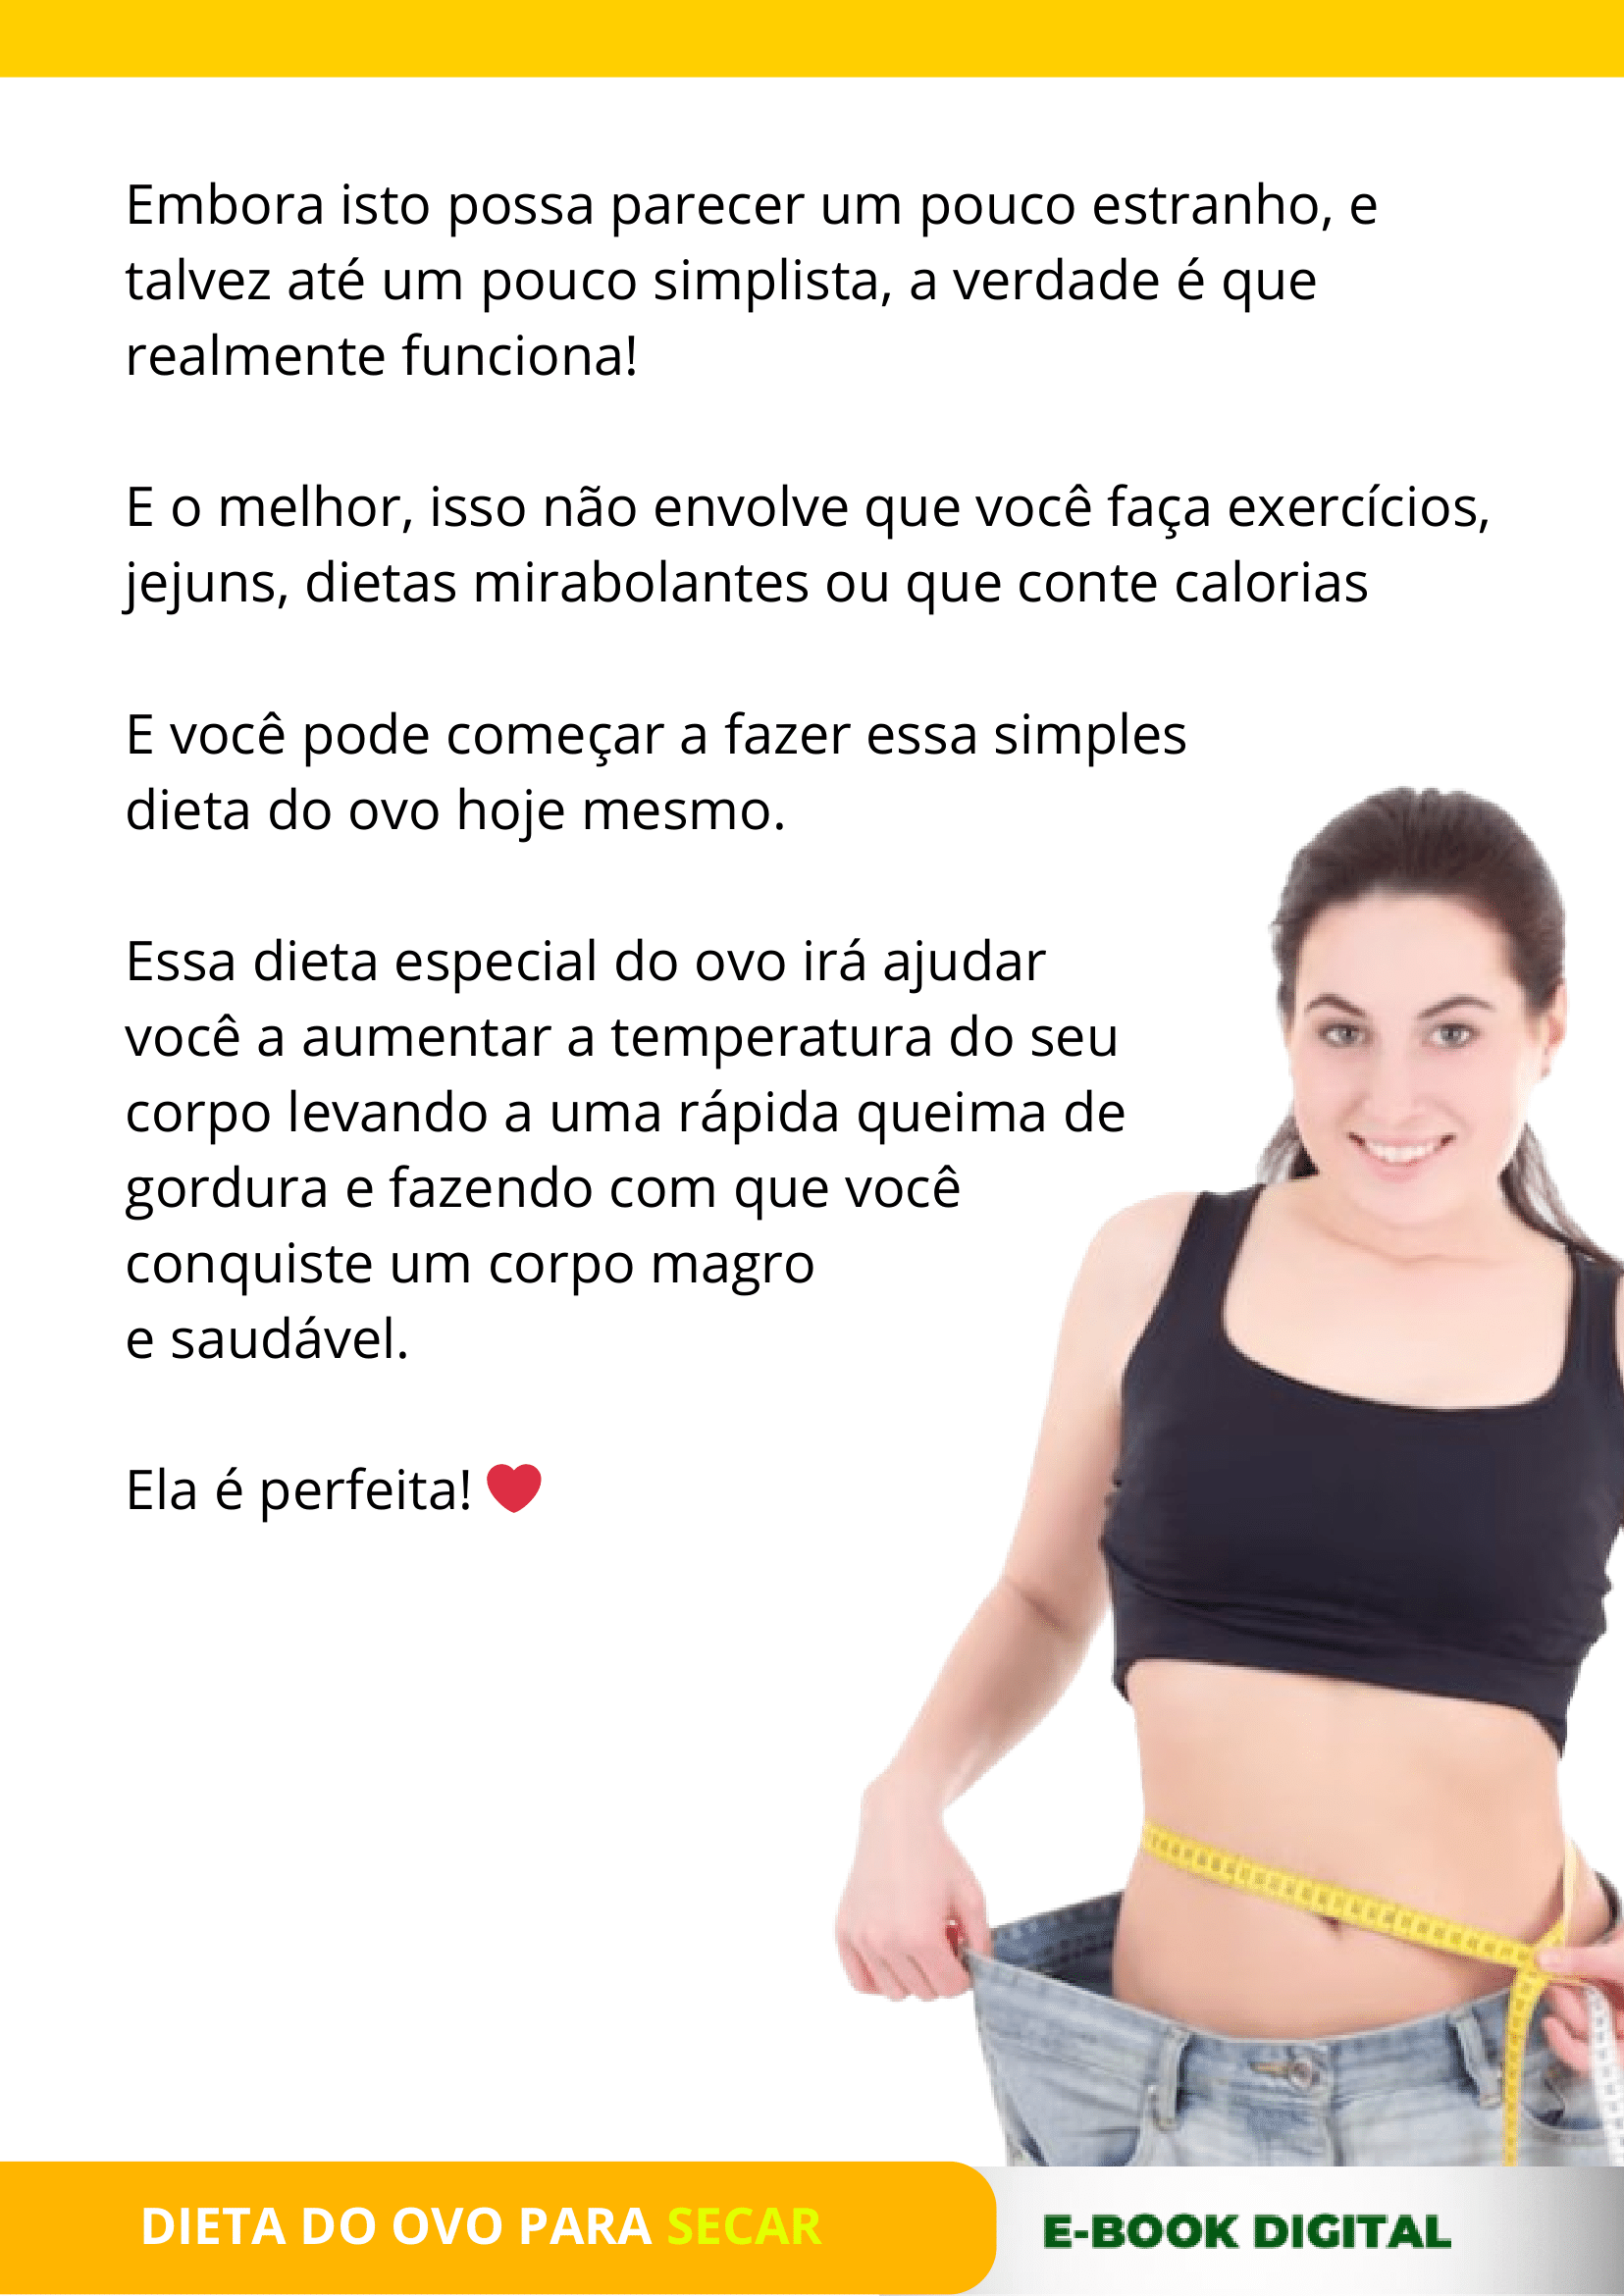 Embora isto possa parecer um pouco estranho, e
talvez até um pouco simplista, a verdade é que
realmente funciona!
E o melhor, isso não envolve que você faça exercícios,
jejuns, dietas mirabolantes ou que conte calorias
E você pode começar a fazer essa simples
dieta do ovo hoje mesmo.
Essa dieta especial do ovo irá ajudar
você a aumentar a temperatura do seu
corpo levando a uma rápida queima de
gordura e fazendo com que você
conquiste um corpo magro
e saudável.
Ela é perfeita! ❤
DIETA DO OVO PARA SECAR
E-BOOK DIGITAL